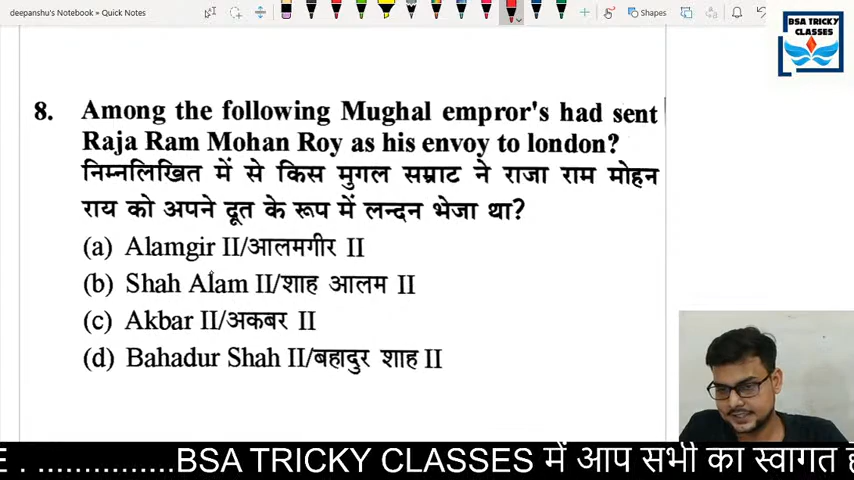 deepanshu's Notebook » Quick Notes
Shapes
BSA TRICKY
CLASSES
8. Among the following Mughal empror's had sent
Raja Ram Mohan Roy as his envoy to london?
निम्नलिखित में से किस मुगल सम्राट ने राजा राम मोहन
राय को अपने दूत के रूप में लन्दन भेजा था?
(a) Alamgir II/आलमगीर II
(b) Shah Alam II/शाह आलम II
(c) Akbar II/अकबर II
(d) Bahadur Shah II/बहादुर शाह II
E . ...............BSA TRICKY CLASSES में आप सभी का स्वागत ह